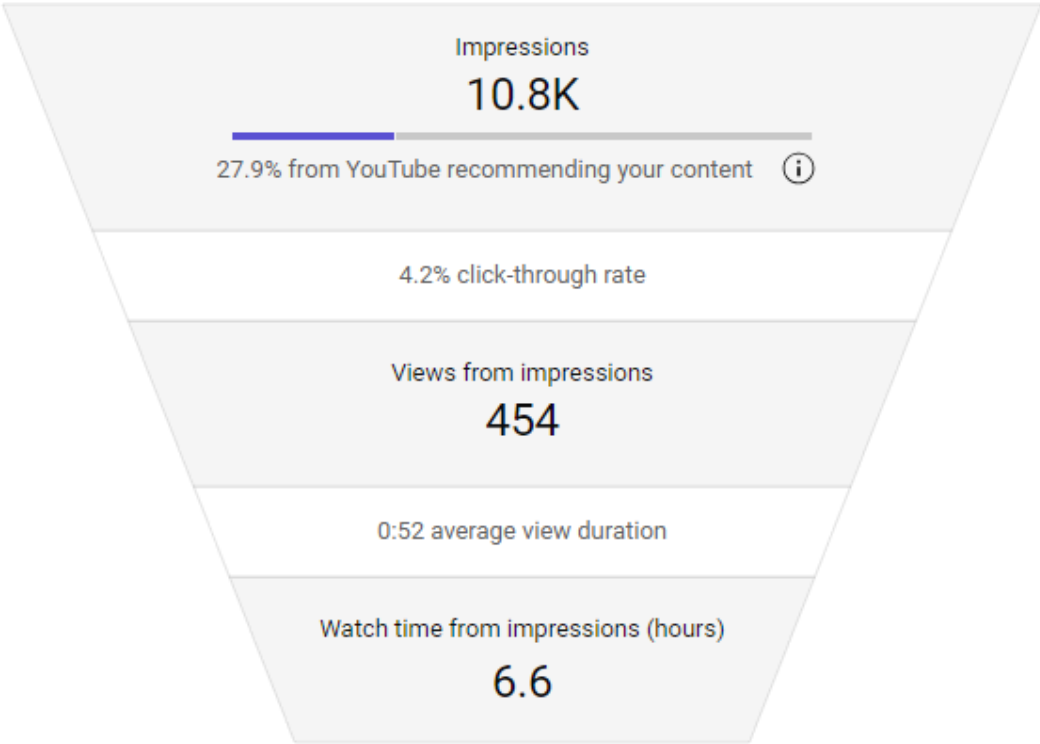 Impressions
10.8K
27.9% from YouTube recommending your content
4.2% click-through rate
Views from impressions
454
0:52 average view duration
Watch time from impressions (hours)
6.6